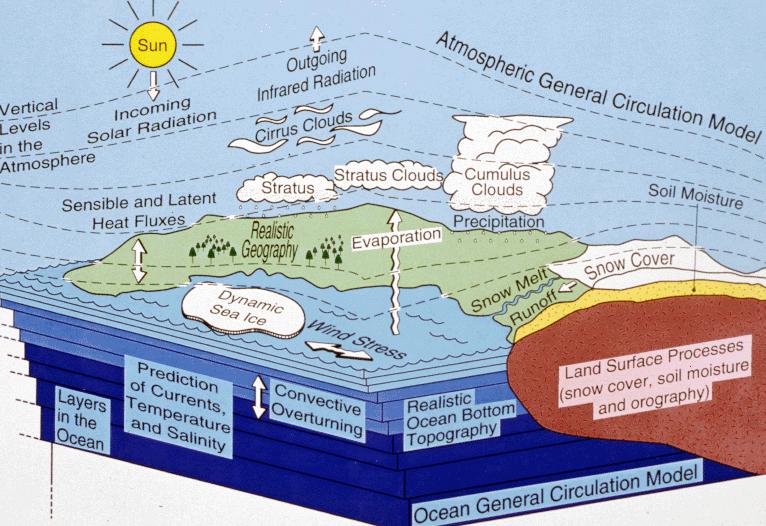 Sun
Outgoing
Infrared Radiation
Atmospheric General Circulation Model
Vertical
Levels
in the
Atmosphere
Incoming
Solar Radiation
Cirrus Clouds
Stratus
Stratus Clouds
Cumulus
Clouds
Soil Moisture
Sensible and Latent
Heat Fluxes
Realistic
Geography
Evaporation
Precipitation
Snow Cover
Snow Melt
Runoff
Dynamic
Sea Ice
Wind Stress
Land Surface Processes
(snow cover, soil moisture
and orography)
Layers
in the
Ocean
Prediction
of Currents,
Temperature
and Salinity
Convective
Overturning
Realistic
Ocean Bottom
Topography
Ocean General Circulation Model